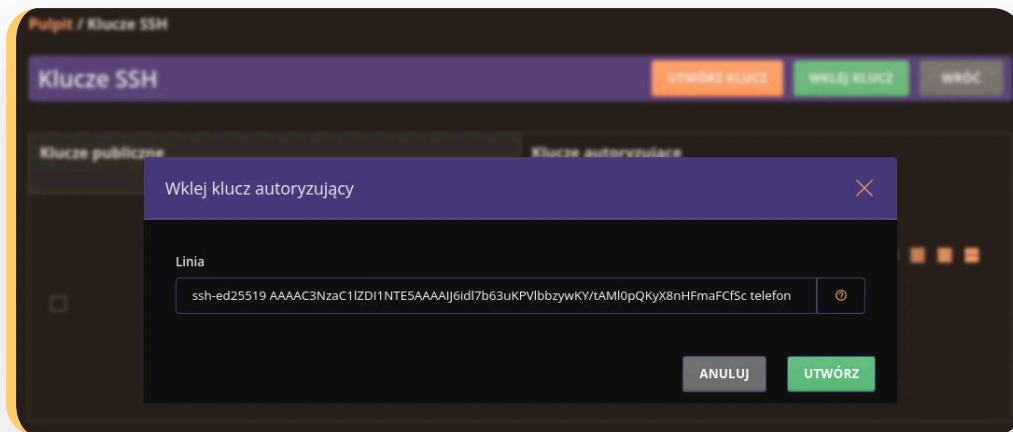 Pulpit / Klucze SSH
Klucze SSH
UTWÓRZ KLUCZ
WKLEJ KLUCZ
WRÓĆ
Klucze publiczne
Klucze autoryzujące
Wklej klucz autoryzujący
Linia
ssh-ed25519 AAAAC3NzaC1lZDI1NTE5AAAAIJ6idl7b63uKPVlbbzywKY/tAMl0pQKyX8nHFmaFCfSc telefon
ANULUJ
UTWÓRZ